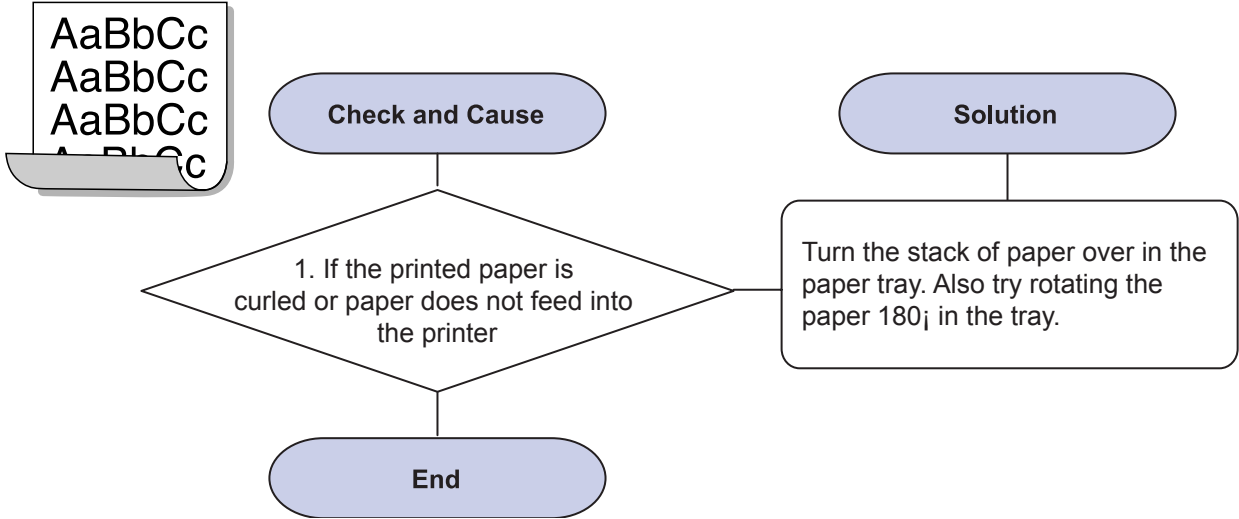 AaBbCc
AaBbCc
AaBbCc
AaBbCc
Check and Cause
Solution
1. If the printed paper is
curled or paper does not feed into
the printer
Turn the stack of paper over in the
paper tray. Also try rotating the
paper 180¡ in the tray.
End